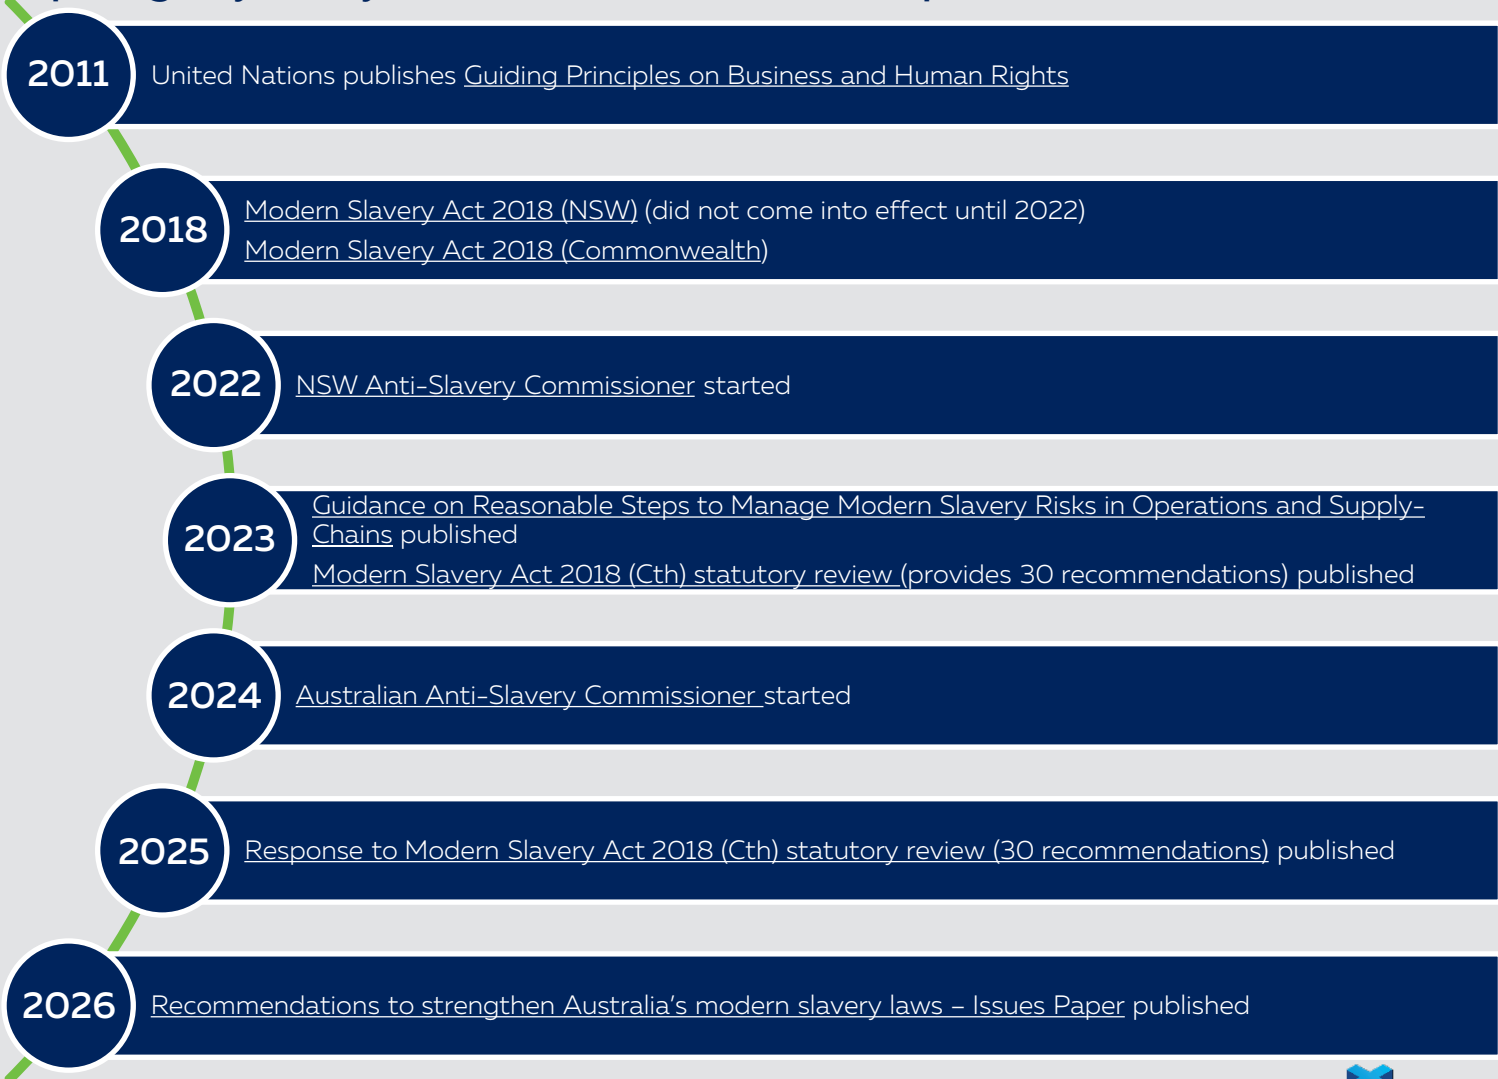 2011
United Nations publishes Guiding Principles on Business and Human Rights
2018
Modern Slavery Act 2018 (NSW) (did not come into effect until 2022)
Modern Slavery Act 2018 (Commonwealth)
2022
NSW Anti-Slavery Commissioner started
2023
Guidance on Reasonable Steps to Manage Modern Slavery Risks in Operations and Supply-
Chains published
Modern Slavery Act 2018 (Cth) statutory review (provides 30 recommendations) published
2024
Australian Anti-Slavery Commissioner started
2025
Response to Modern Slavery Act 2018 (Cth) statutory review (30 recommendations) published
2026
Recommendations to strengthen Australia’s modern slavery laws – Issues Paper published